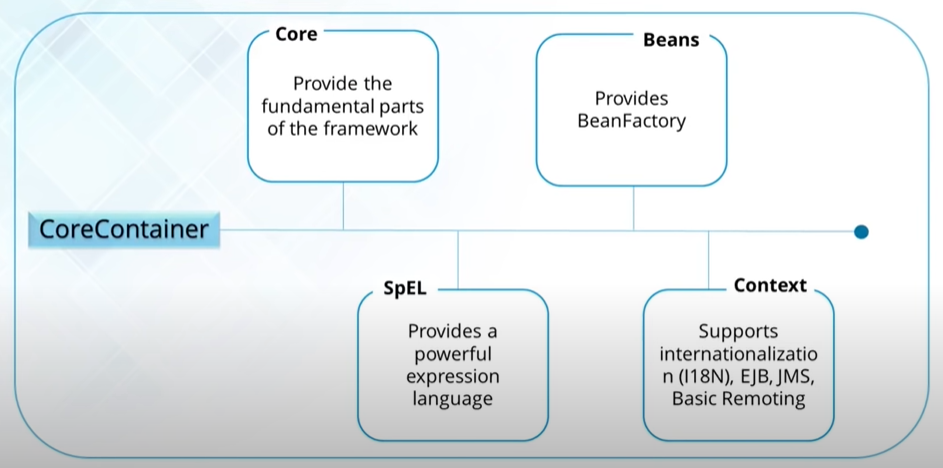 Core
Provide the
fundamental parts
of the framework
Beans
Provides
BeanFactory
CoreContainer
SpEL
Provides a
powerful
expression
language
Context
Supports
internationalizatio
n (I18N), EJB, JMS,
Basic Remoting